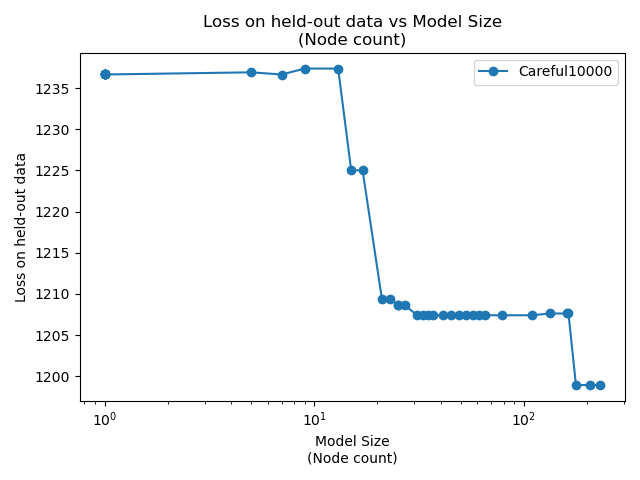 Loss on held-out data vs Model Size
(Node count)
Careful10000
Loss on held-out data
1235
1230
1225
1220
1215
1210
1205
1200
10⁰
10¹
10²
Model Size
(Node count)